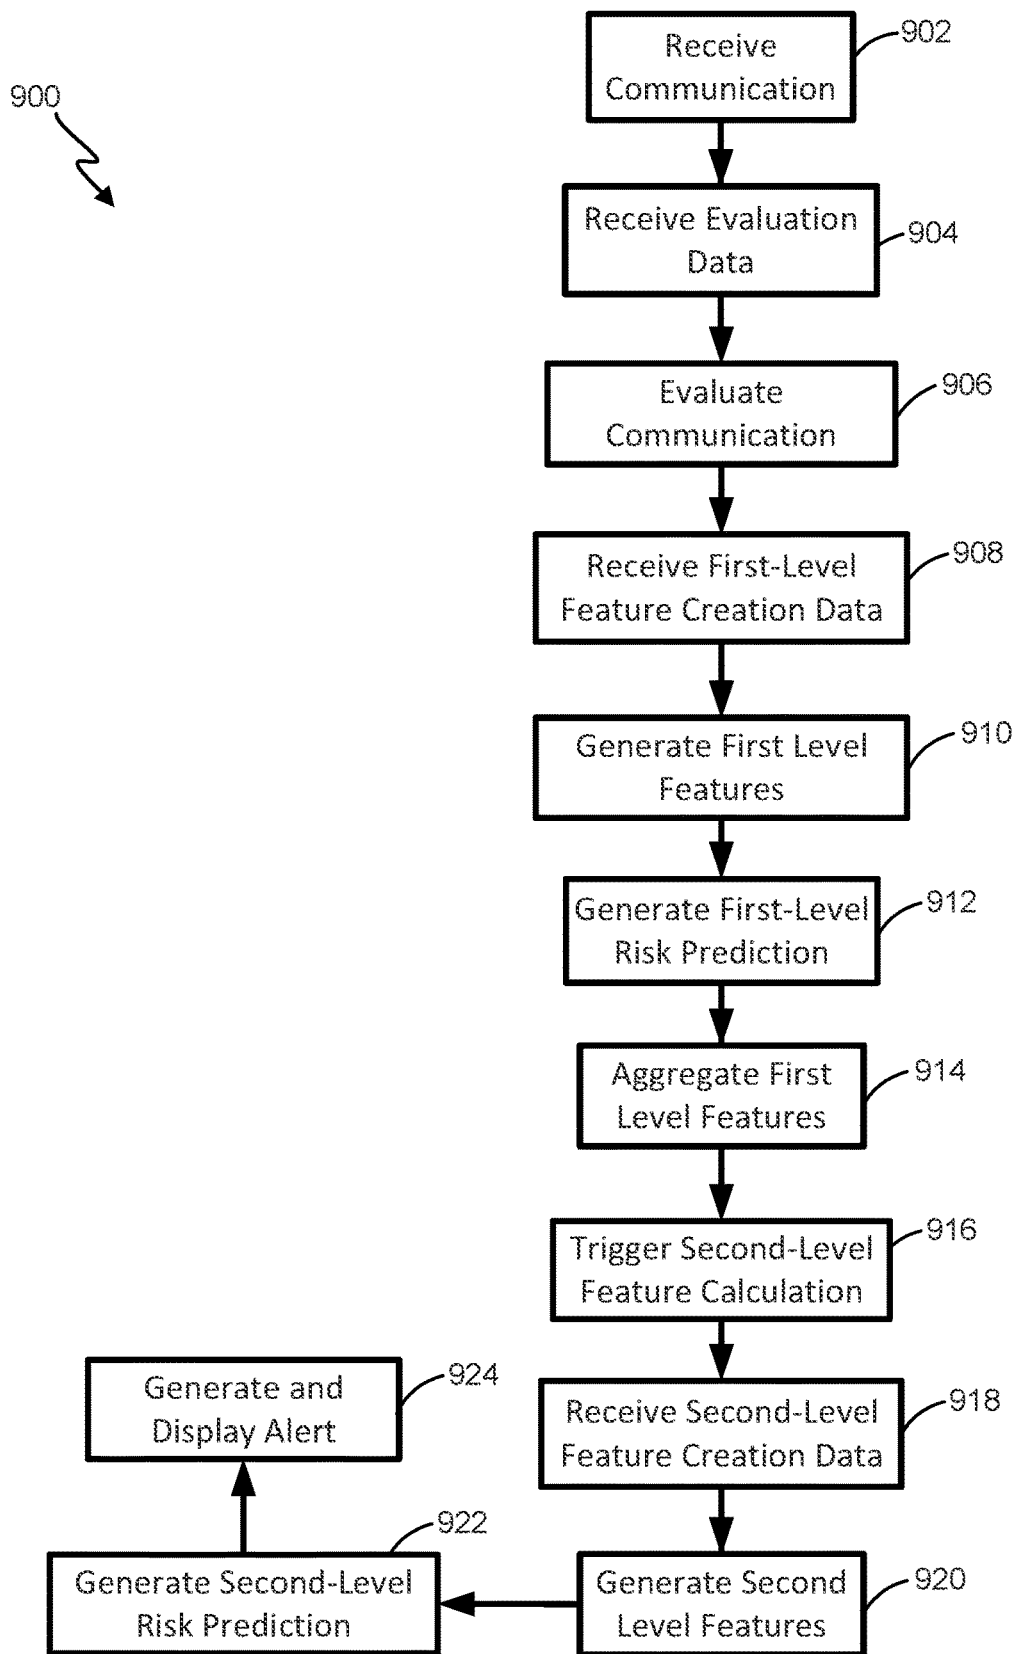 900
Receive
Communication
902
Receive Evaluation
Data
904
Evaluate
Communication
906
Receive First-Level
Feature Creation Data
908
Generate First Level
Features
910
Generate First-Level
Risk Prediction
912
Aggregate First
Level Features
914
Trigger Second-Level
Feature Calculation
916
Receive Second-Level
Feature Creation Data
918
Generate Second
Level Features
920
Generate Second-Level
Risk Prediction
922
Generate and
Display Alert
924